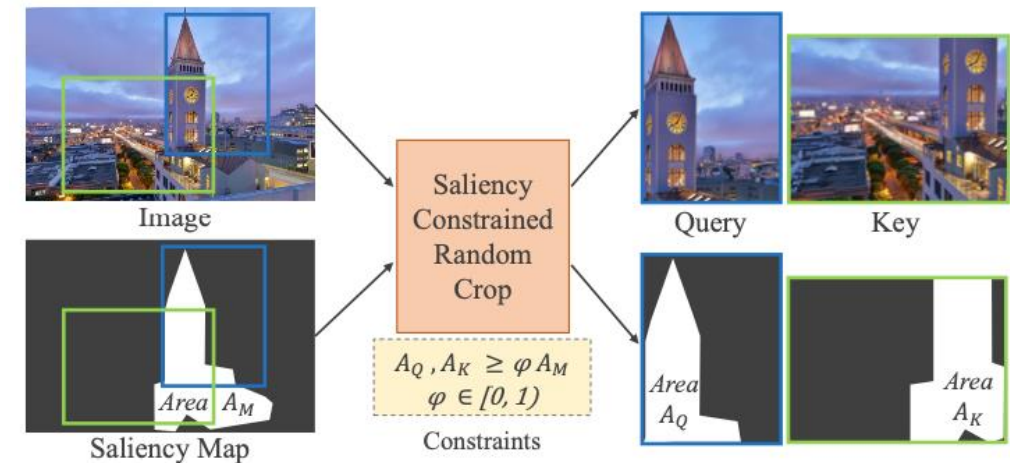 Image
Saliency
Constrained
Random
Crop
Query
Key
A_Q , A_K ≥ φ A_M
φ ∈ [0, 1)
Constraints
Area A_M
Saliency Map
Area
A_Q
Area
A_K